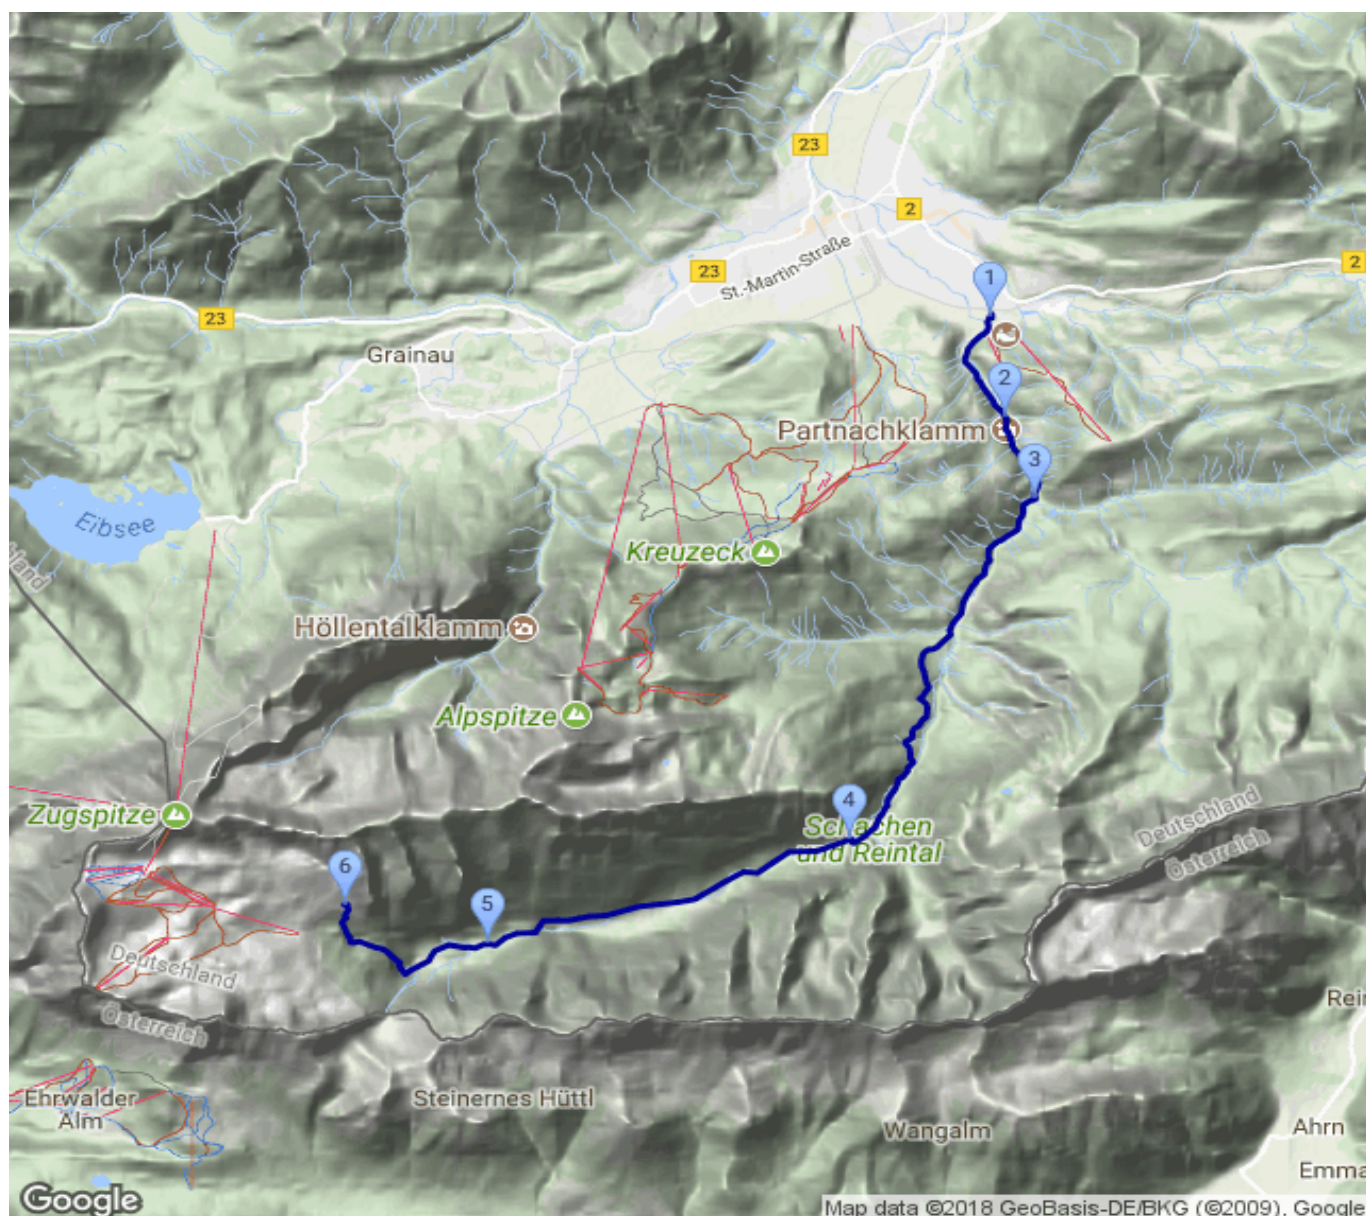 23
2
St.-Martin-Straße
23
2
1
23
Grainau
2
Partnachklamm
3
Eibsee
Kreuzeck
Höllentalklamm
Alpspitze
Deutschland
Österreich
4
Zugspitze
Schachen
und Reintal
6
5
Deutschland
Österreich
Ehrwalder
Alm
Steinernes Hüttl
Wangalm
Ahrn
Emma
Google
Map data ©2018 GeoBasis-DE/BKG (©2009), Google